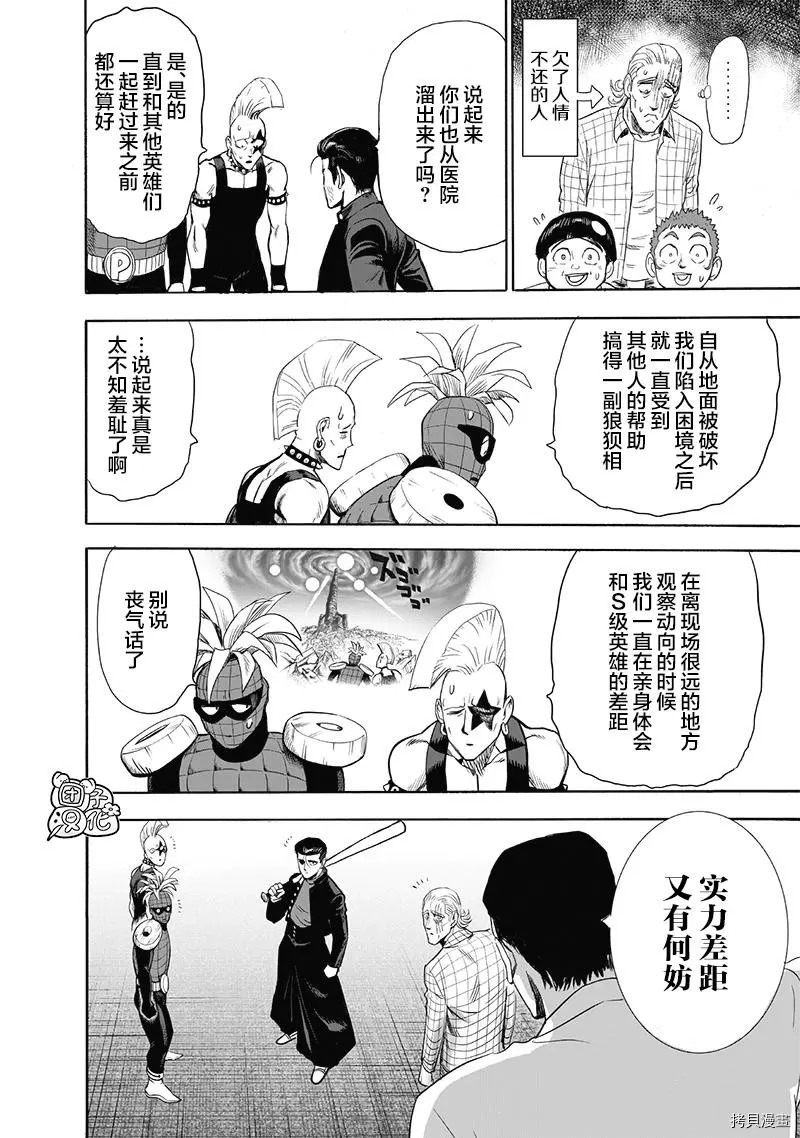 …
欠了人情
不还的人
说起来
你们也从医院
溜出来了吗?
是、是的
直到和其他英雄们
一起赶过来之前
都还算好
P
自从地面被破坏
我们陷入困境之后
就一直受到
其他人的帮助
搞得一副狼狈相
…说起来真是
太不知羞耻了啊
在离现场很远的地方
观察动向的时候
我们一直在亲身体会
和S级英雄的差距
ズゴゴゴ
别说
丧气话了
实力差距
又有何妨
团子汉化
拷贝漫畫